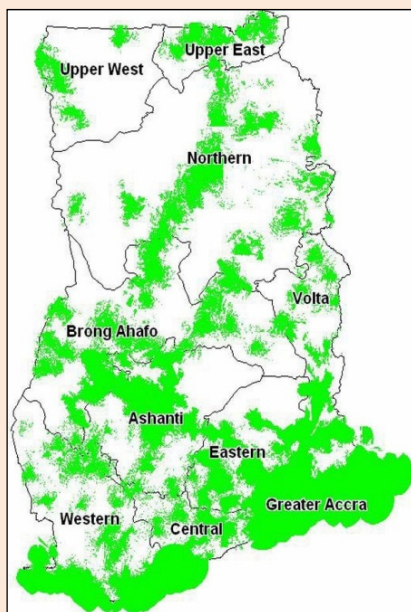 Upper East
Upper West
Northern
Volta
Brong Ahafo
Ashanti
Eastern
Greater Accra
Western
Central